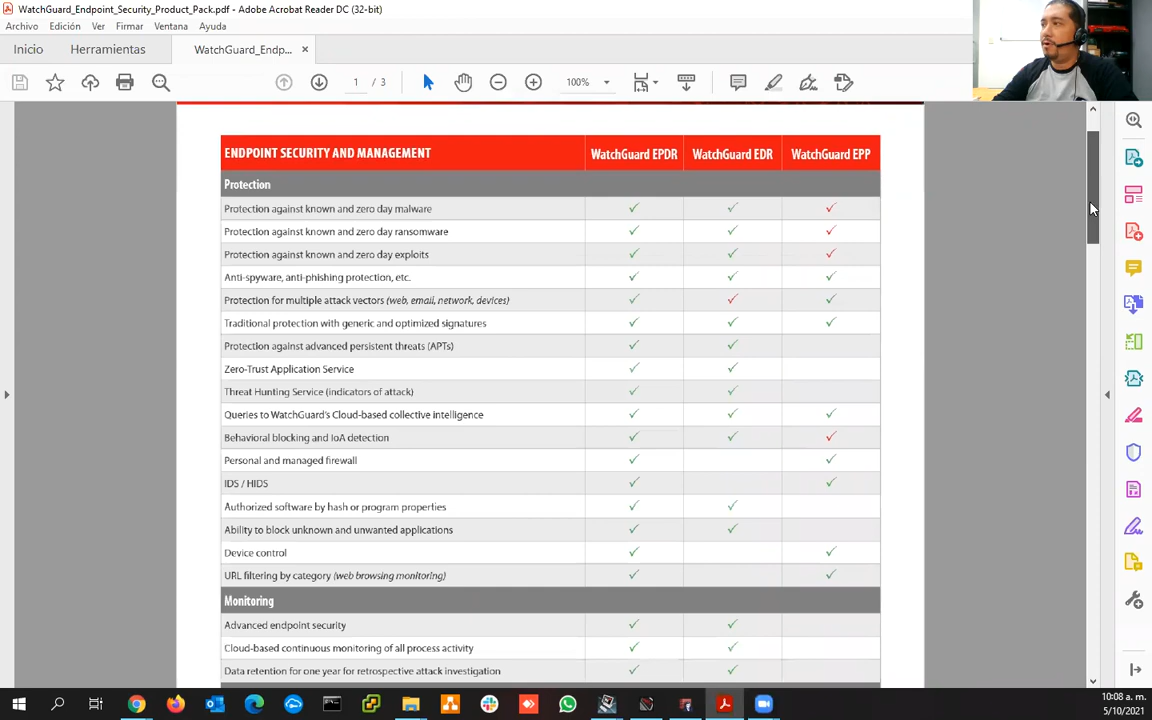 WatchGuard_Endpoint_Security_Product_Pack.pdf - Adobe Acrobat Reader DC (32-bit)
Archivo Edición Ver Firmar Ventana Ayuda
Inicio Herramientas WatchGuard_Endp... ×
1 / 3 100%
ENDPOINT SECURITY AND MANAGEMENT WatchGuard EPDR WatchGuard EDR WatchGuard EPP
Protection
Protection against known and zero day malware ✓ ✓ ✓
Protection against known and zero day ransomware ✓ ✓ ✓
Protection against known and zero day exploits ✓ ✓ ✓
Anti-spyware, anti-phishing protection, etc. ✓ ✓ ✓
Protection for multiple attack vectors (web, email, network, devices) ✓ ✓ ✓
Traditional protection with generic and optimized signatures ✓ ✓ ✓
Protection against advanced persistent threats (APTs) ✓ ✓
Zero-Trust Application Service ✓ ✓
Threat Hunting Service (indicators of attack) ✓ ✓
Queries to WatchGuard's Cloud-based collective intelligence ✓ ✓ ✓
Behavioral blocking and IoA detection ✓ ✓ ✓
Personal and managed firewall ✓ ✓
IDS / HIDS ✓ ✓
Authorized software by hash or program properties ✓ ✓
Ability to block unknown and unwanted applications ✓ ✓
Device control ✓ ✓
URL filtering by category (web browsing monitoring) ✓ ✓
Monitoring
Advanced endpoint security ✓ ✓
Cloud-based continuous monitoring of all process activity ✓ ✓
Data retention for one year for retrospective attack investigation ✓ ✓
10:08 a. m.
5/10/2021